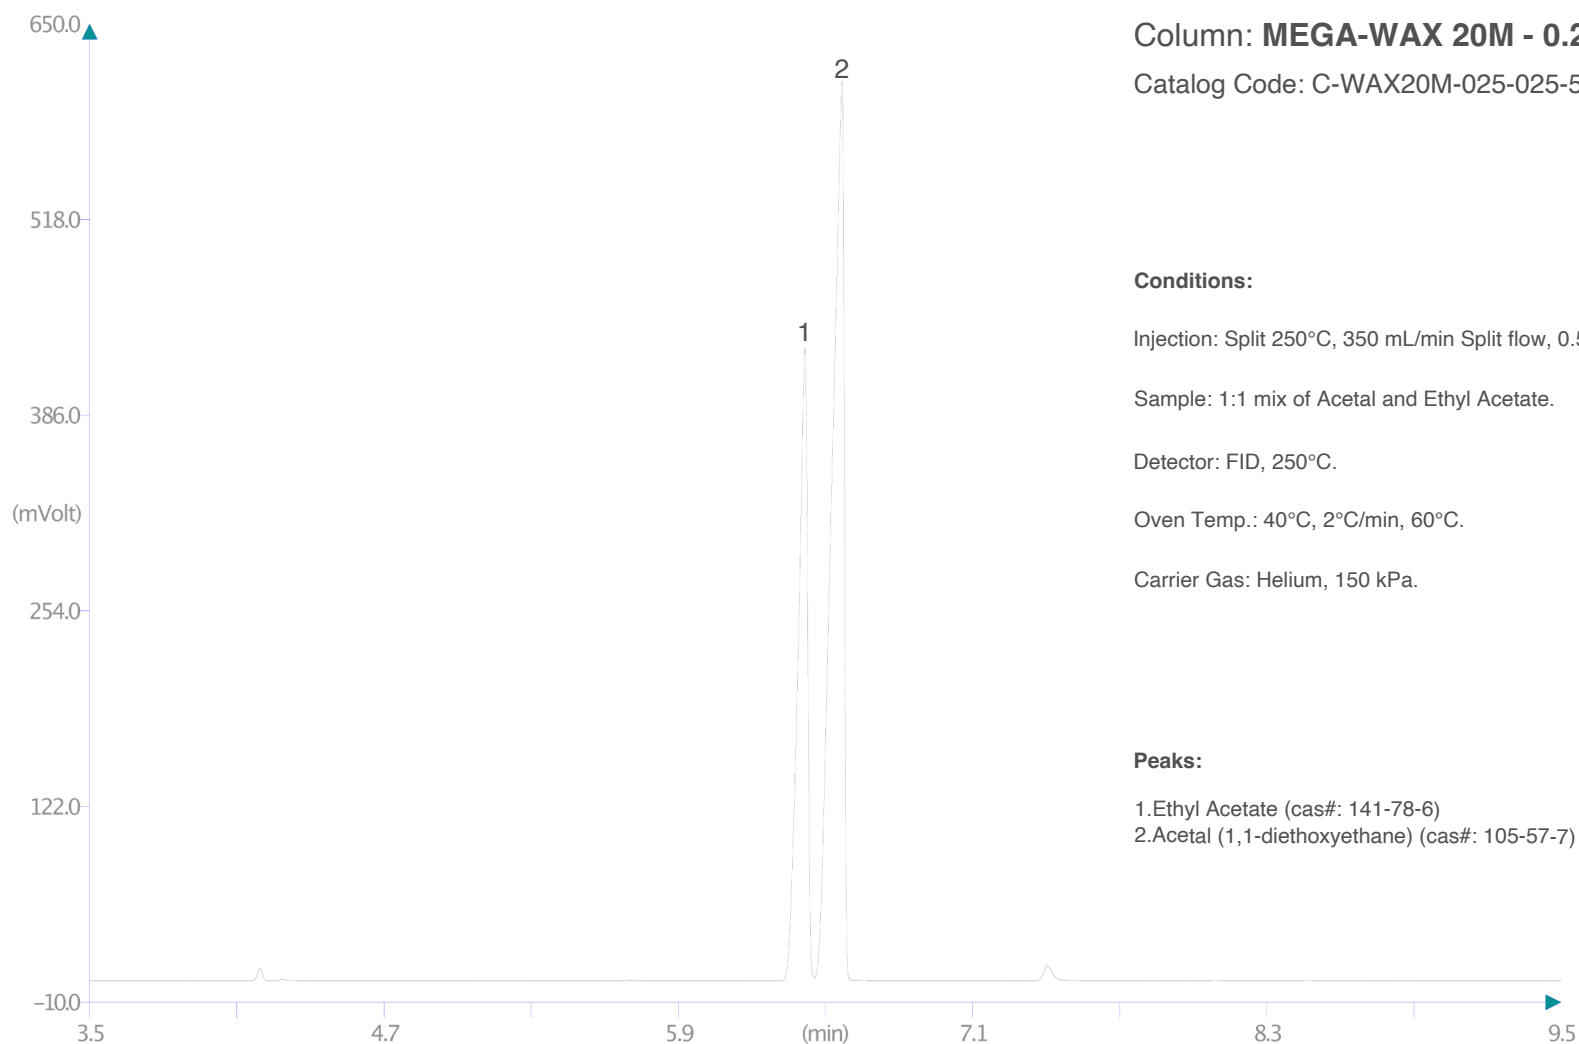 650.0
518.0
386.0
(mVolt)
254.0
122.0
−10.0
3.5
4.7
5.9
(min)
7.1
8.3
9.5
1
2
Column: MEGA-WAX 20M - 0.2
Catalog Code: C-WAX20M-025-025-5
Conditions:
Injection: Split 250°C, 350 mL/min Split flow, 0.5
Sample: 1:1 mix of Acetal and Ethyl Acetate.
Detector: FID, 250°C.
Oven Temp.: 40°C, 2°C/min, 60°C.
Carrier Gas: Helium, 150 kPa.
Peaks:
1.Ethyl Acetate (cas#: 141-78-6)
2.Acetal (1,1-diethoxyethane) (cas#: 105-57-7)